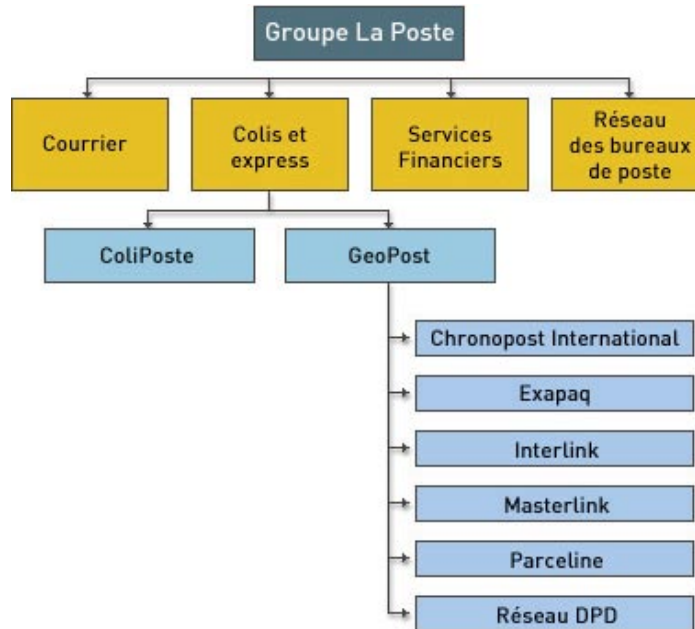 Groupe La Poste
Courrier
Colis et
express
Services
Financiers
Réseau
des bureaux
de poste
ColiPoste
GeoPost
Chronopost International
Exapaq
Interlink
Masterlink
Parceline
Réseau DPD